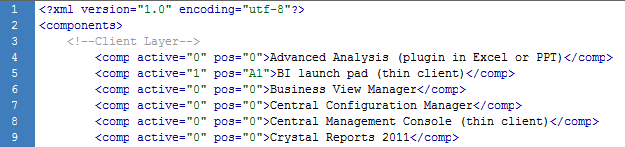 1 <?xml version="1.0" encoding="utf-8"?>
2 <components>
3 <!--Client Layer-->
4 <comp active="0" pos="0">Advanced Analysis (plugin in Excel or PPT)</comp>
5 <comp active="1" pos="A1">BI launch pad (thin client)</comp>
6 <comp active="0" pos="0">Business View Manager</comp>
7 <comp active="0" pos="0">Central Configuration Manager</comp>
8 <comp active="0" pos="0">Central Management Console (thin client)</comp>
9 <comp active="0" pos="0">Crystal Reports 2011</comp>